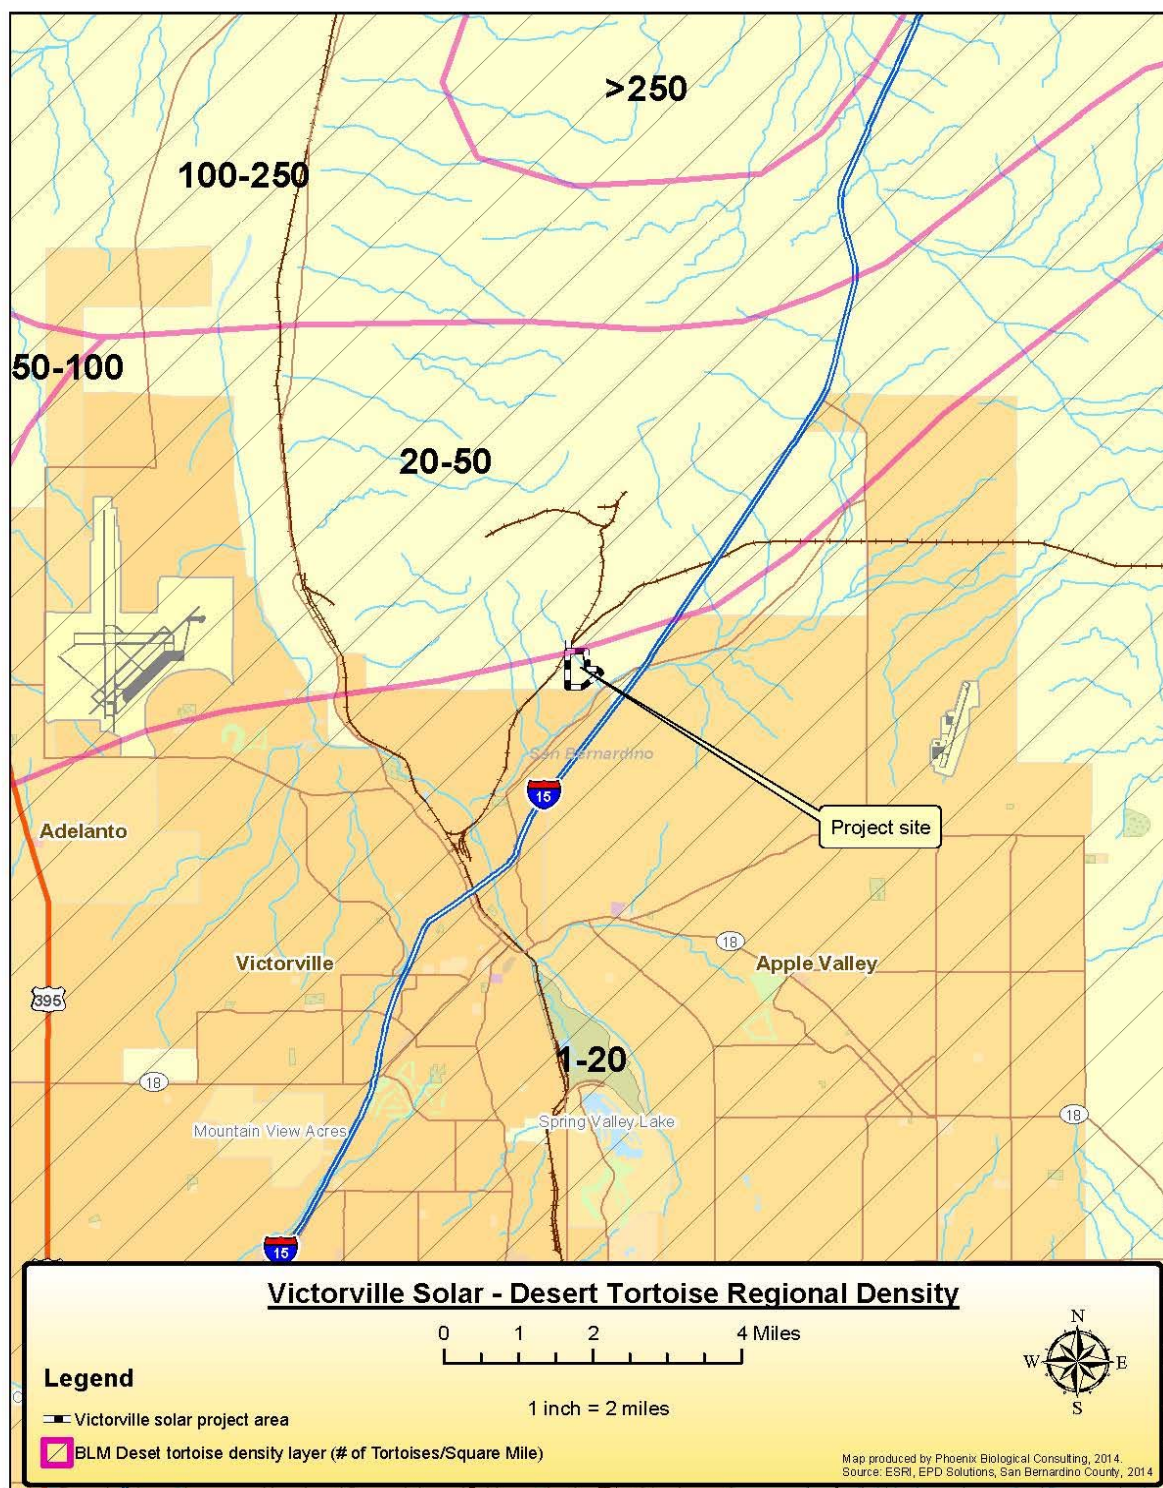 >250
100-250
50-100
20-50
San Bernardino
15
Project site
Adelanto
18
Victorville
Apple Valley
395
1-20
18
Mountain View Acres
Spring Valley Lake
18
15
Victorville Solar - Desert Tortoise Regional Density
0 1 2 4 Miles
N
W E
S
Legend
1 inch = 2 miles
Victorville solar project area
BLM Deset tortoise density layer (# of Tortoises/Square Mile)
Map produced by Phoenix Biological Consulting, 2014.
Source: ESRI, EPD Solutions, San Bernardino County, 2014